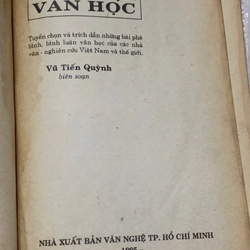 VĂN HỌC
Tuyển chọn và trích dẫn những bài phê
bình, bình luận văn học của các nhà
văn - nghiên cứu Việt Nam và thế giới.
Vũ Tiến Quỳnh
biên soạn
NHÀ XUẤT BẢN VĂN NGHỆ TP. HỒ CHÍ MINH
- 1995 -